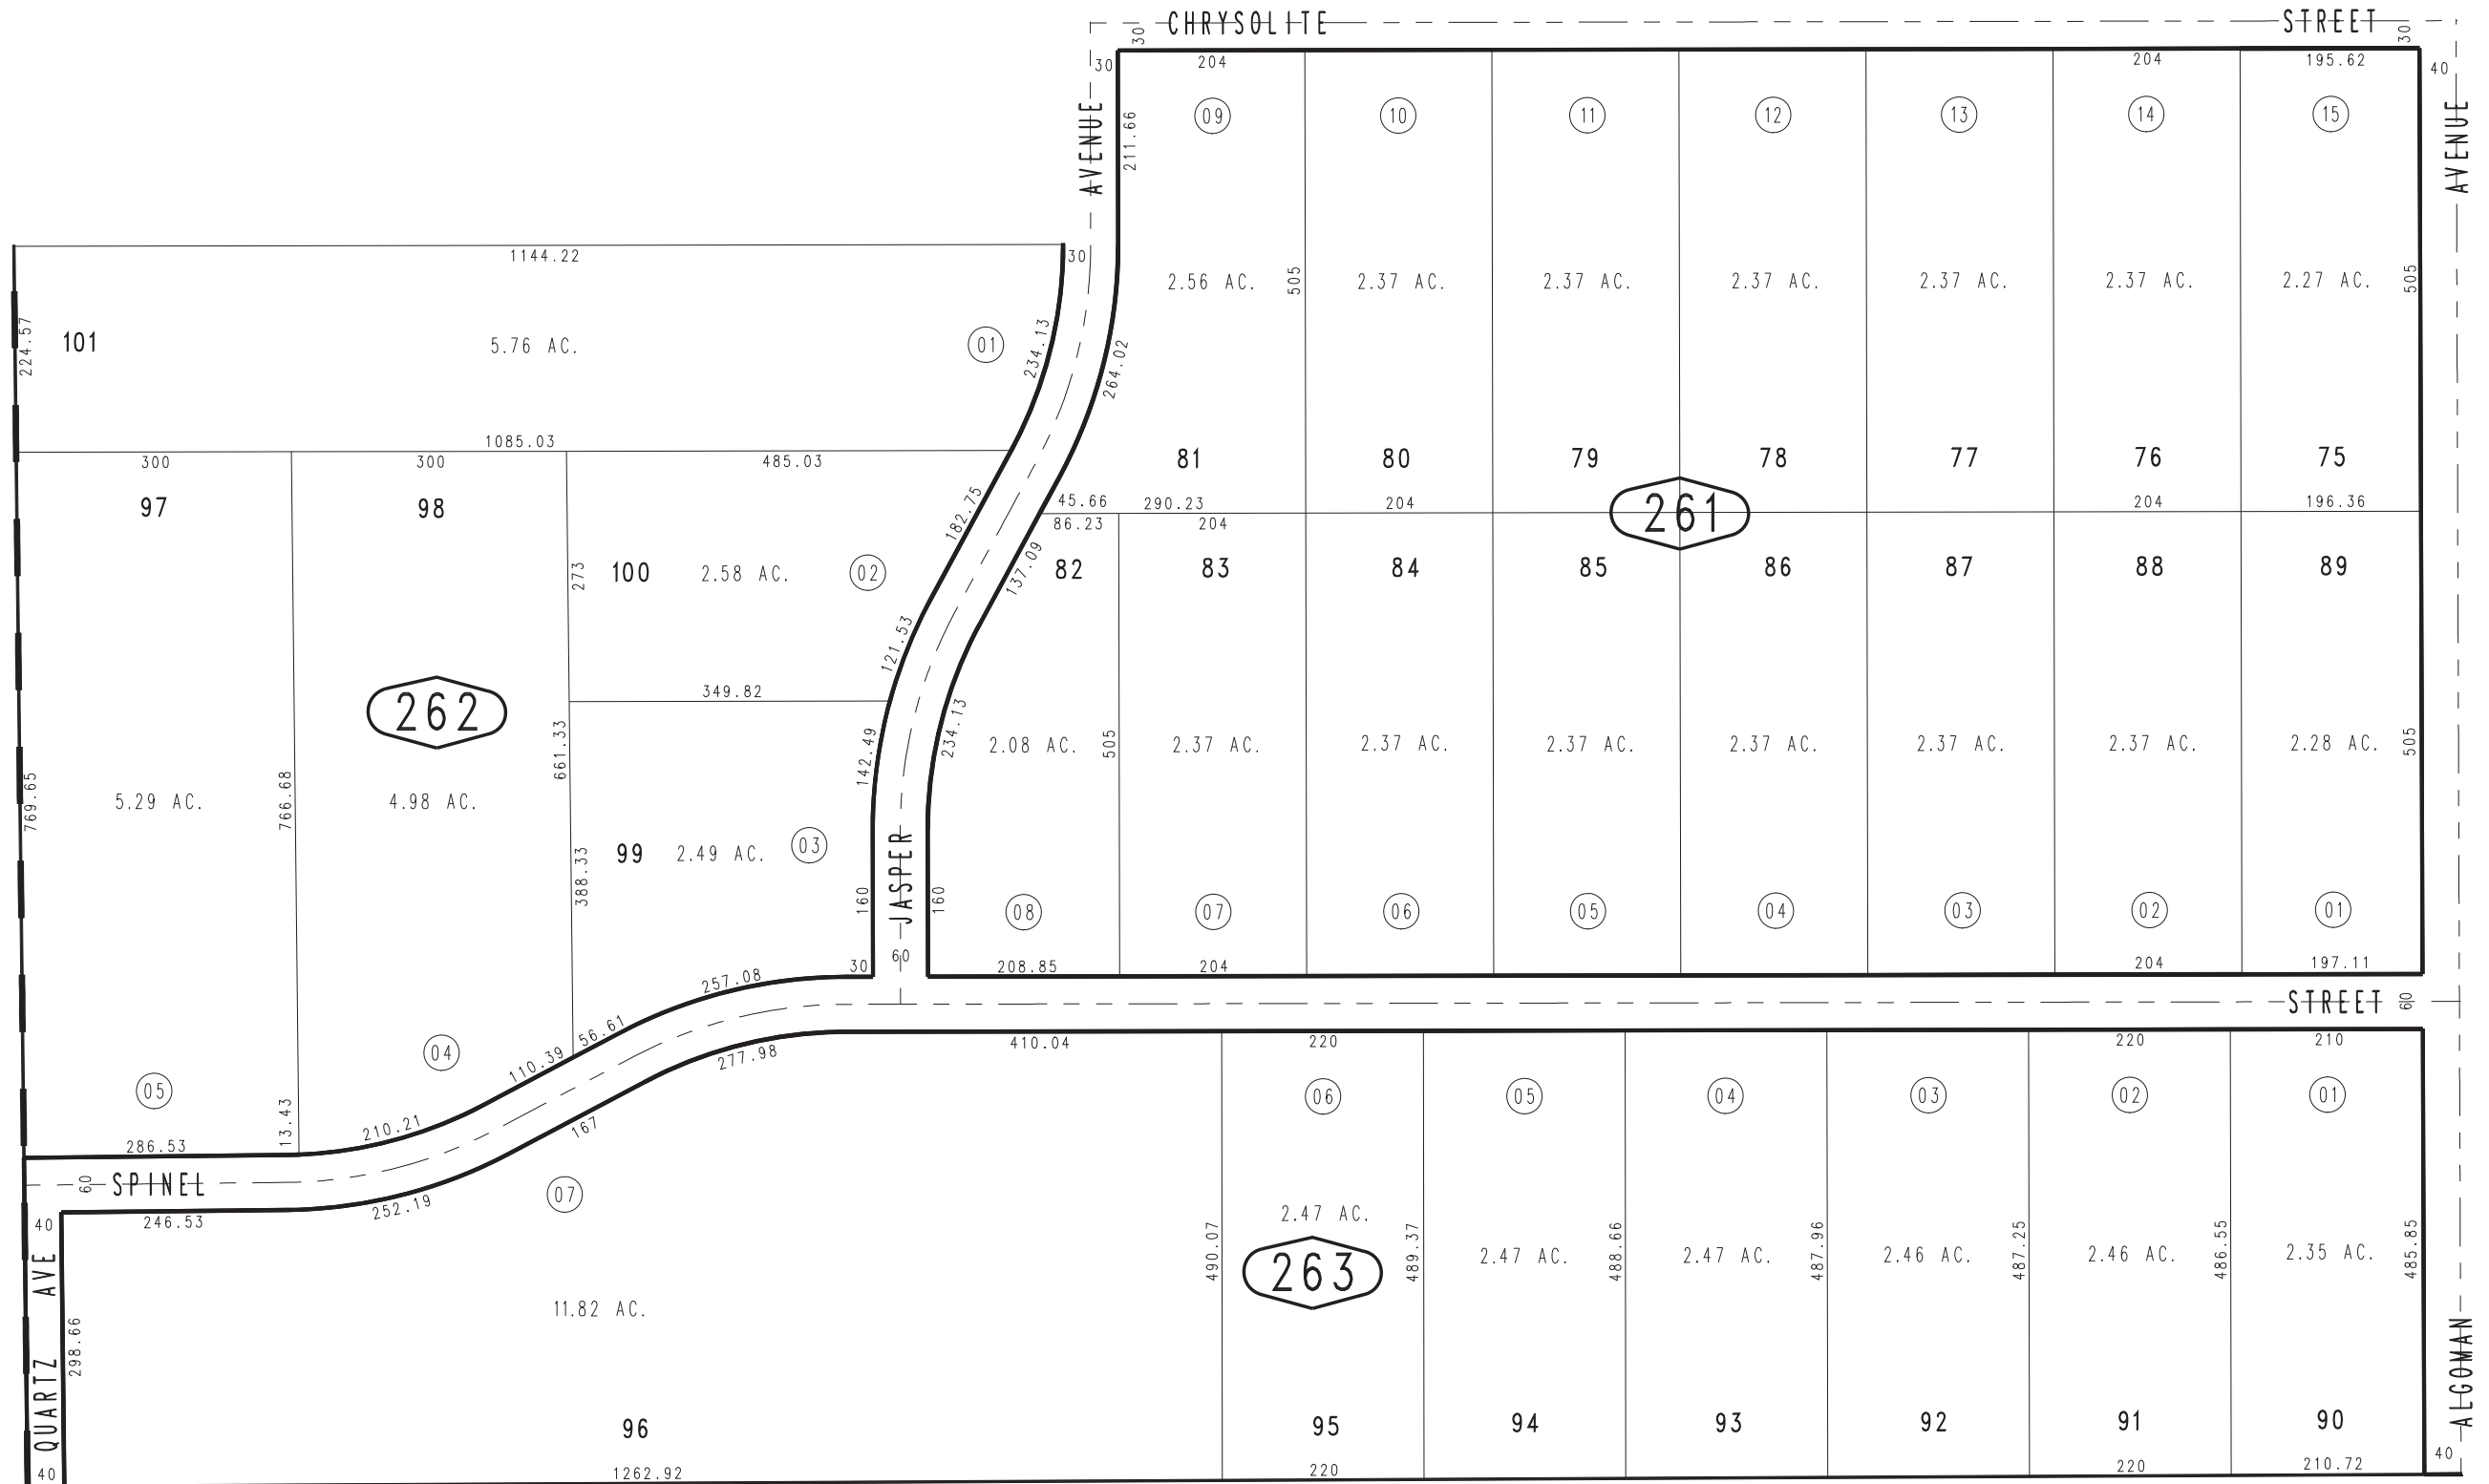 CHRYSOLITE STREET
30 30
30 204 204 195.62 40
AVENUE 211.66 09 10 11 12 13 14 15 AVENUE
1144.22 30
224.57 101 5.76 AC. 01 234.13 264.02
2.56 AC. 505 2.37 AC. 2.37 AC. 2.37 AC. 2.37 AC. 2.37 AC. 2.27 AC. 505
1085.03
300 300 485.03
81 80 79 78 77 76 75
97 98 182.75
45.66 290.23 204 261 204 196.36
86.23 204
137.09 82 83 84 85 86 87 88 89
273 100 2.58 AC. 02
121.53
349.82
262
661.33 142.49 234.13
2.08 AC. 505 2.37 AC. 2.37 AC. 2.37 AC. 2.37 AC. 2.37 AC. 2.37 AC. 2.28 AC. 505
769.65 5.29 AC. 766.68 4.98 AC.
388.33 99 2.49 AC. 03
160 JASPER 160
08 07 06 05 04 03 02 01
257.08 30 60 208.85 204 204 197.11
STREET 60
110.39 56.61 277.98 410.04 220 220 210
05 04
06 05 04 03 02 01
286.53 13.43 210.21 167
60 SPINEL
40 246.53 252.19 07
QUARTZ AVE 298.66
11.82 AC.
490.07 2.47 AC. 489.37 2.47 AC. 488.66 2.47 AC. 487.96 2.46 AC. 487.25 2.46 AC. 486.55 2.35 AC. 485.85
263
ALGOMAN
96 95 94 93 92 91 90
40 1262.92 220 220 210.72 40